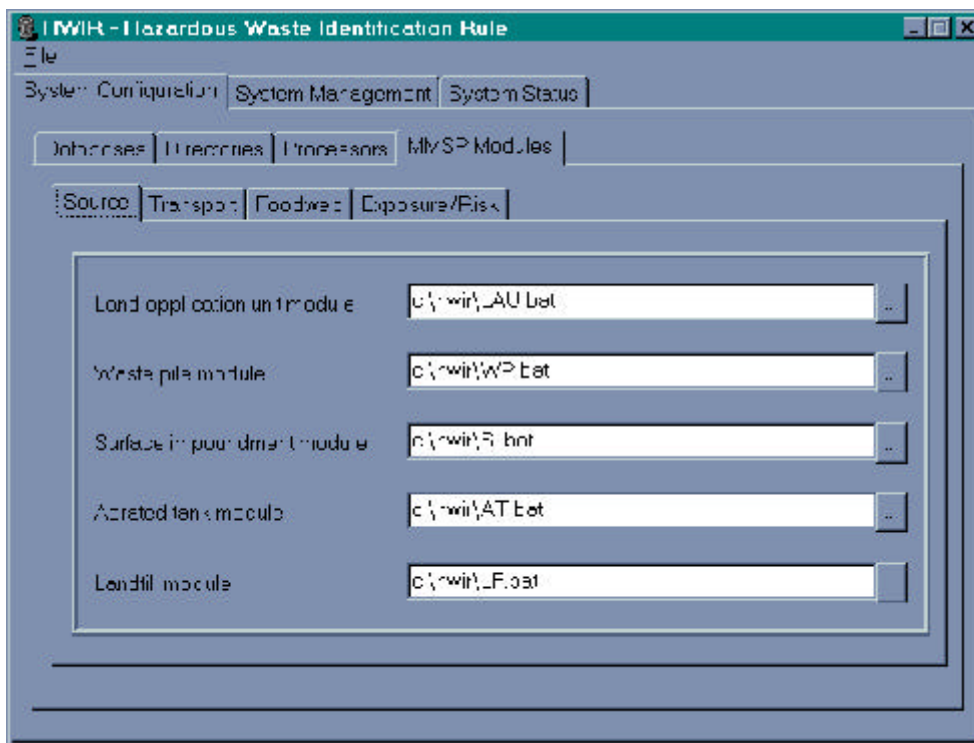 HWIR - Hazardous Waste Identification Rule
File
System Configuration System Management System Status
Databases Directories Processors MMSP Modules
Source Transport Foodweb Exposure/Risk
Land application unit module c:\hwir\LAU.bat ...
Waste pile module c:\hwir\WP.bat ...
Surface impoundment module c:\hwir\SI.bat ...
Aerated tank module c:\hwir\AT.bat ...
Landfill module c:\hwir\LF.bat